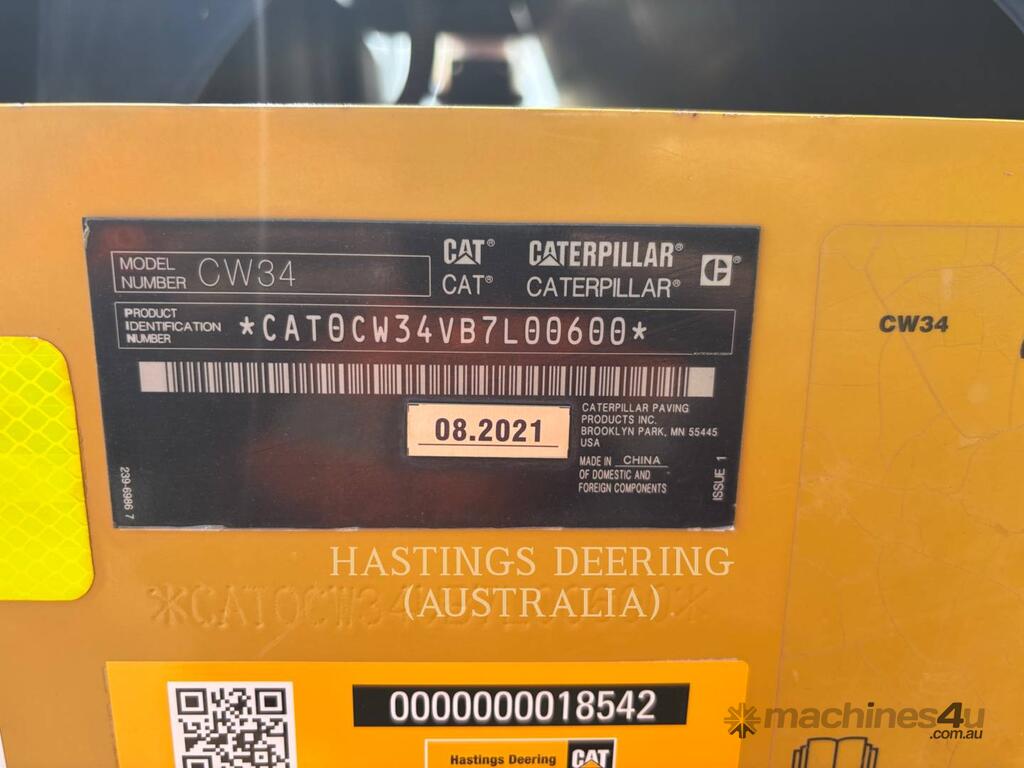 MODEL
NUMBER CW34
CAT® CATERPILLAR®
CAT® CATERPILLAR®
PRODUCT
IDENTIFICATION
NUMBER
*CAT0CW34VB7L00600*
08.2021
CATERPILLAR PAVING
PRODUCTS INC.
BROOKLYN PARK, MN 55445
USA
MADE IN CHINA
OF DOMESTIC AND
FOREIGN COMPONENTS
ISSUE 1
239-6986 7
CW34
HASTINGS DEERING
(AUSTRALIA)
*CAT0CW34VB7L00600*
0000000018542
Hastings Deering CAT
machines4u
.com.au